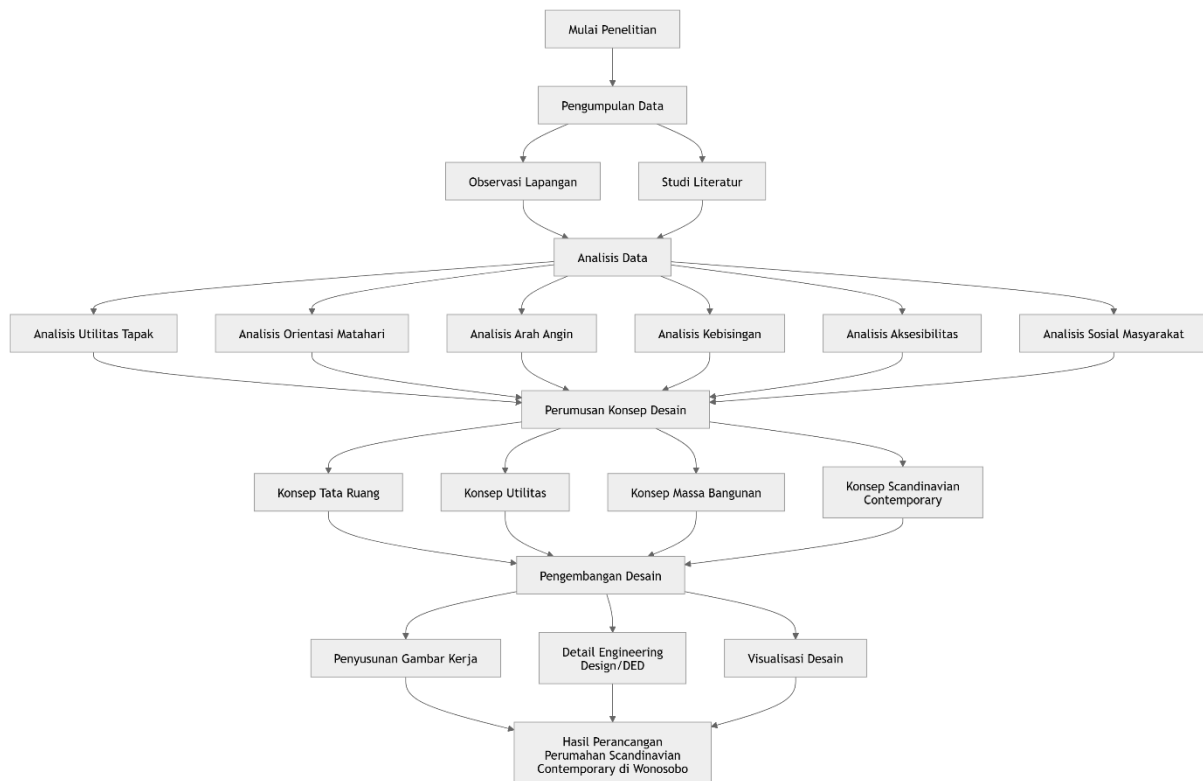 Mulai Penelitian
Pengumpulan Data
Observasi Lapangan
Studi Literatur
Analisis Data
Analisis Utilitas Tapak
Analisis Orientasi Matahari
Analisis Arah Angin
Analisis Kebisingan
Analisis Aksesibilitas
Analisis Sosial Masyarakat
Perumusan Konsep Desain
Konsep Tata Ruang
Konsep Utilitas
Konsep Massa Bangunan
Konsep Scandinavian
Contemporary
Pengembangan Desain
Penyusunan Gambar Kerja
Detail Engineering
Design/DED
Visualisasi Desain
Hasil Perancangan
Perumahan Scandinavian
Contemporary di Wonosobo